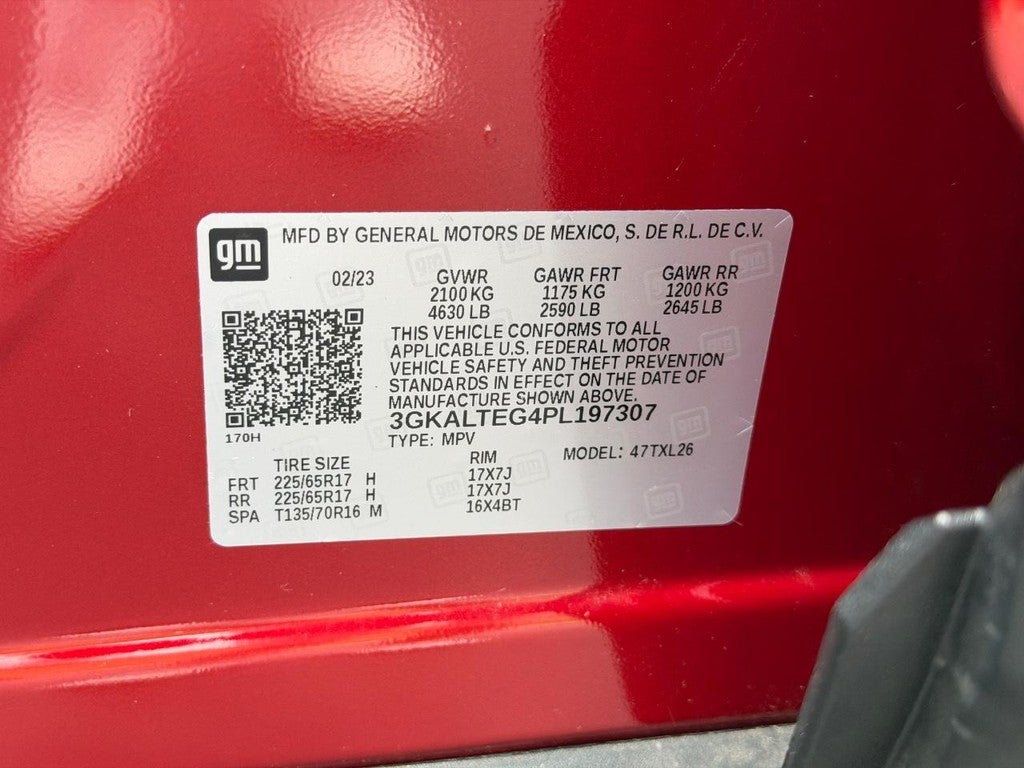 gm
MFD BY GENERAL MOTORS DE MEXICO, S. DE R.L. DE C.V.
02/23 GVWR GAWR FRT GAWR RR
2100 KG 1175 KG 1200 KG
4630 LB 2590 LB 2645 LB
THIS VEHICLE CONFORMS TO ALL
APPLICABLE U.S. FEDERAL MOTOR
VEHICLE SAFETY AND THEFT PREVENTION
STANDARDS IN EFFECT ON THE DATE OF
MANUFACTURE SHOWN ABOVE.
3GKALTEG4PL197307
170H
TYPE: MPV MODEL: 47TXL26
TIRE SIZE RIM
FRT 225/65R17 H 17X7J
RR 225/65R17 H 17X7J
SPA T135/70R16 M 16X4BT